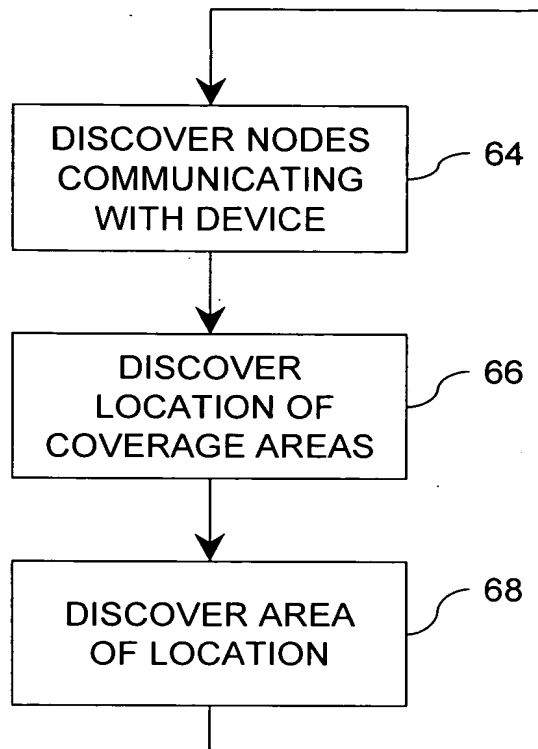 DISCOVER NODES
COMMUNICATING
WITH DEVICE
64
DISCOVER
LOCATION OF
COVERAGE AREAS
66
DISCOVER AREA
OF LOCATION
68